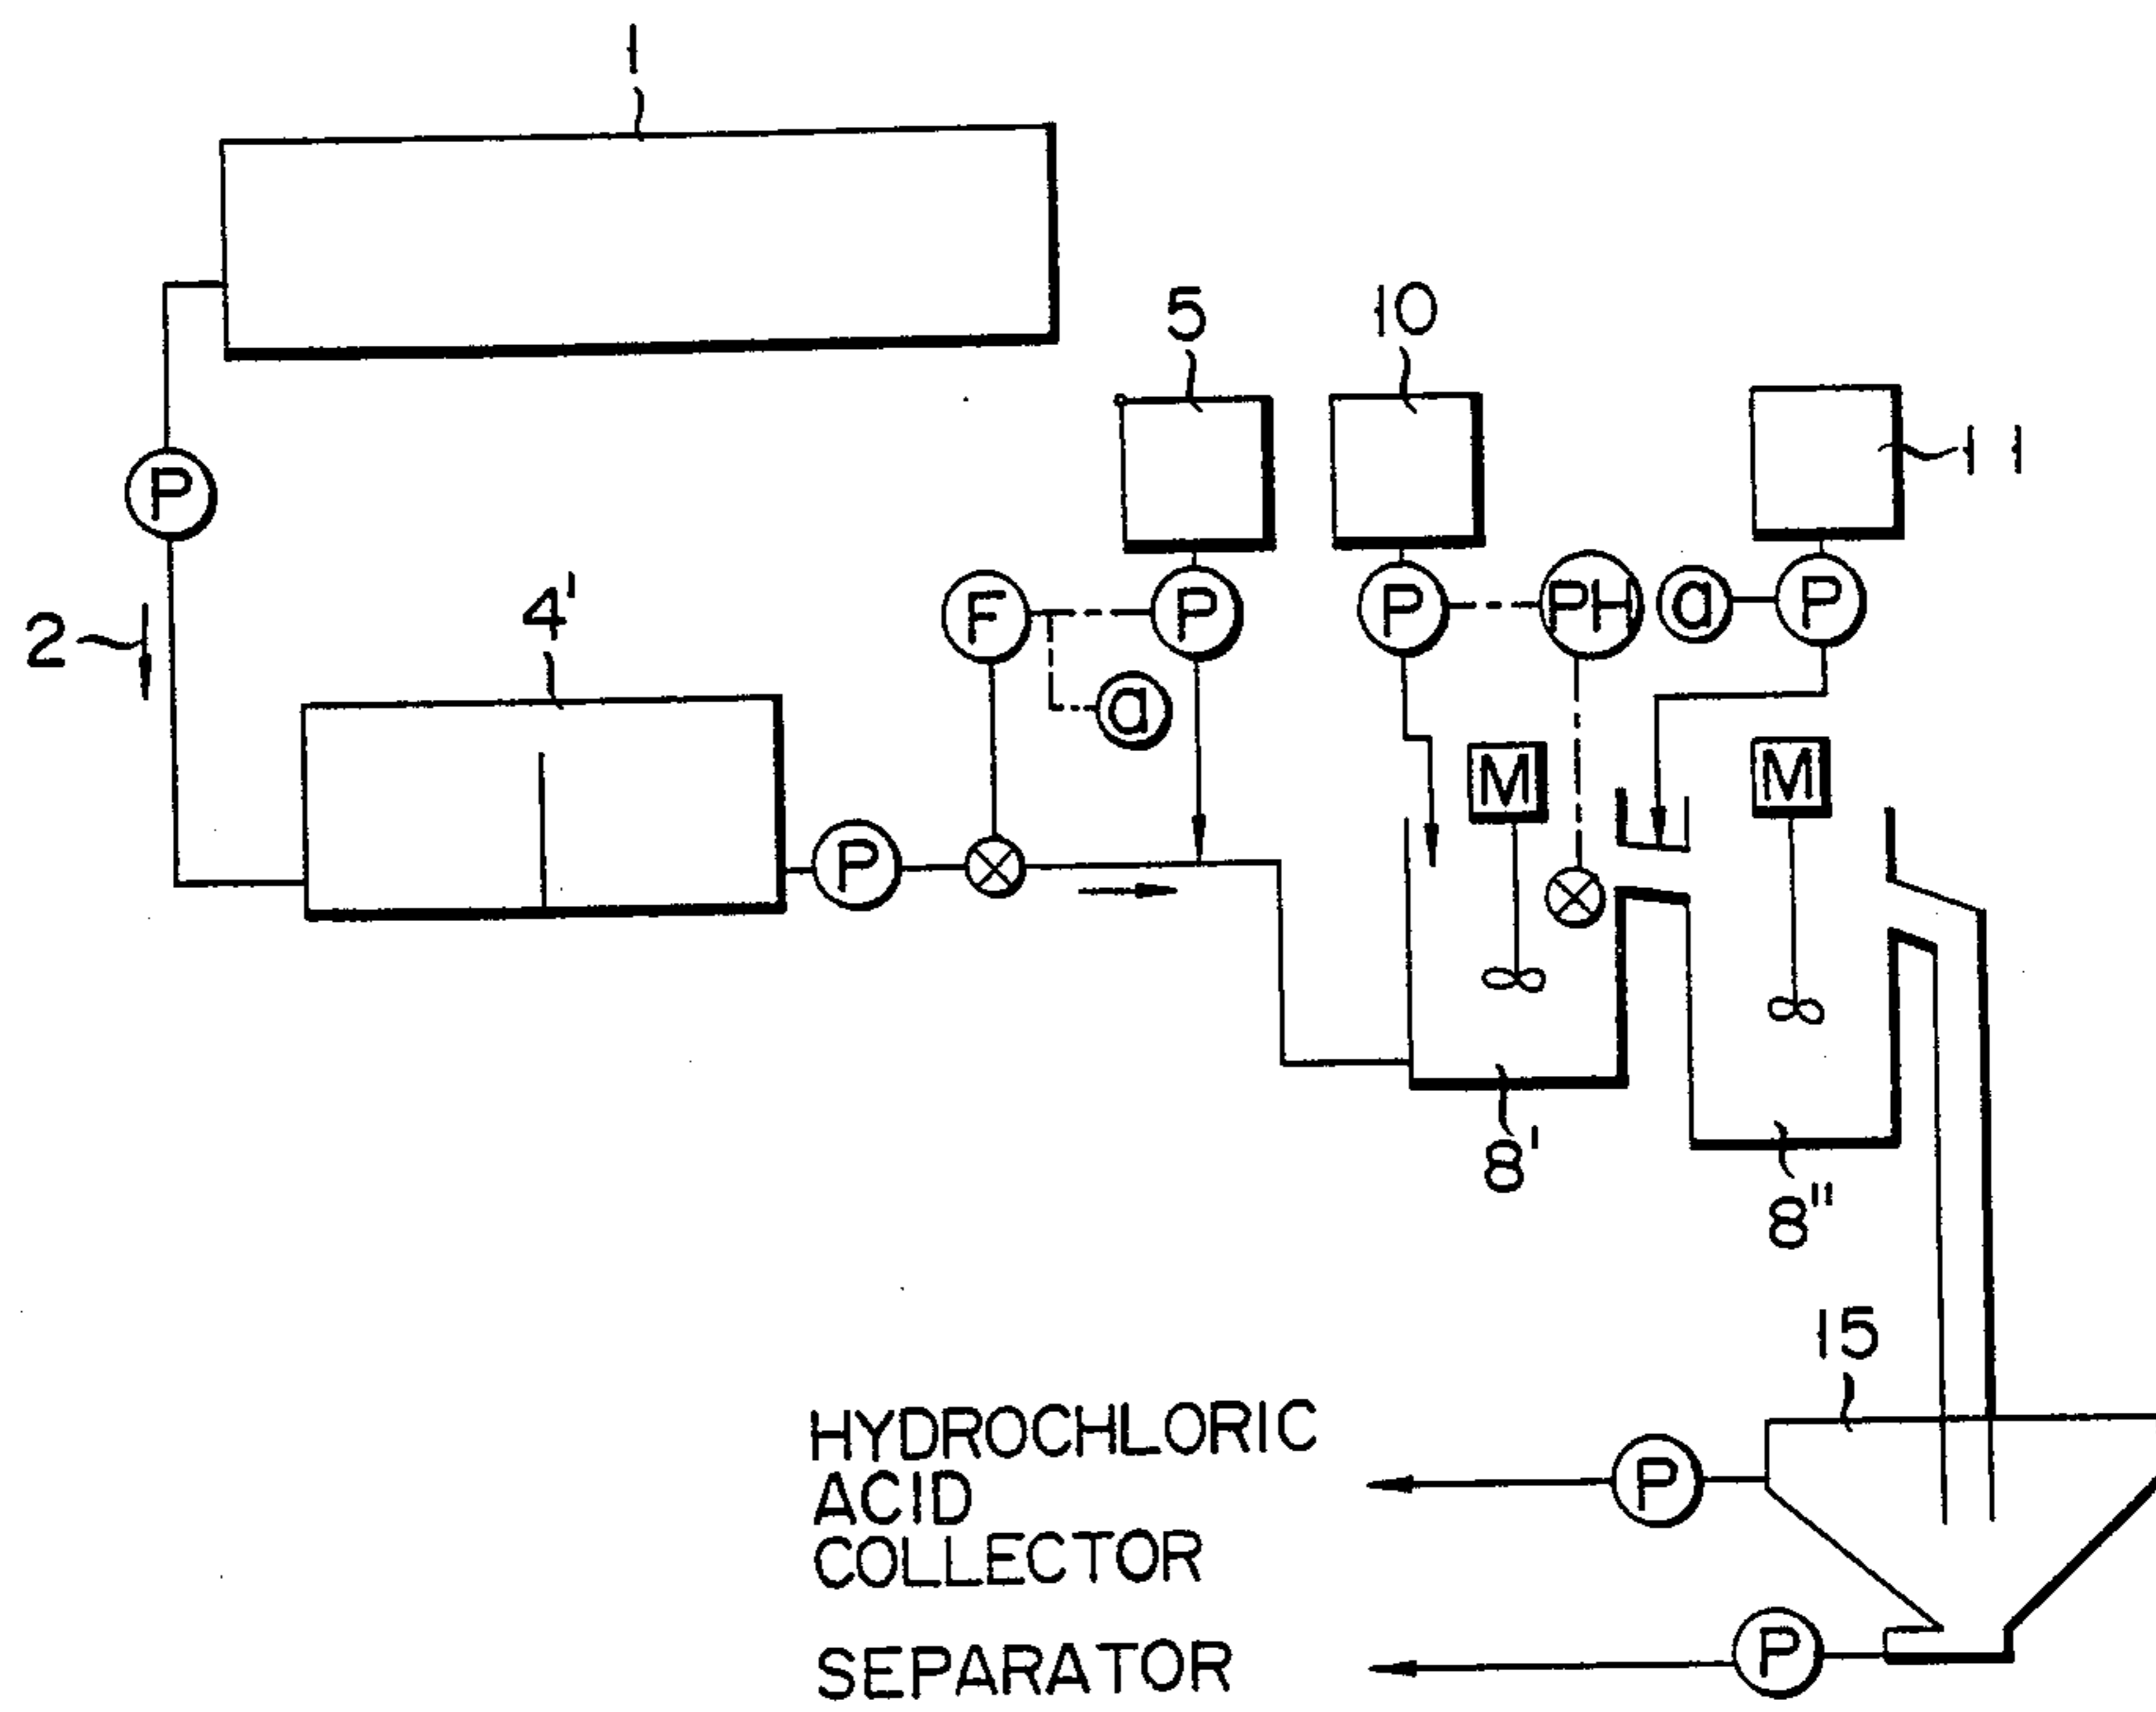 1
5
10
11
P
2
4'
F
P
P
PH
a
P
a
M
M
P
8'
8"
15
HYDROCHLORIC
ACID
COLLECTOR
P
SEPARATOR
P